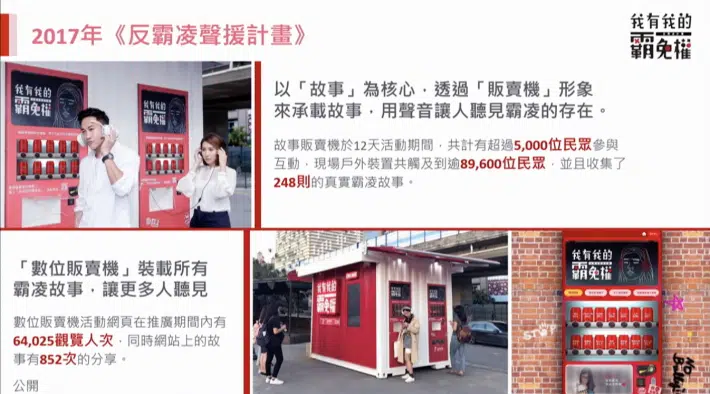 2017年《反霸凌聲援計畫》
我有我的
霸免權
以「故事」為核心，透過「販賣機」形象
來承載故事，用聲音讓人聽見霸凌的存在。
故事販賣機於12天活動期間，共計有超過5,000位民眾參與
互動，現場戶外裝置共觸及到逾89,600位民眾，並且收集了
248則的真實霸凌故事。
我有我的
霸免權
我有我的
霸免權
「數位販賣機」裝載所有
霸凌故事，讓更多人聽見
數位販賣機活動網頁在推廣期間內有
64,025觀覽人次，同時網站上的故
事有852次的分享。
公開
我有我的
霸免權
我有我的
霸免權
STOP
NO